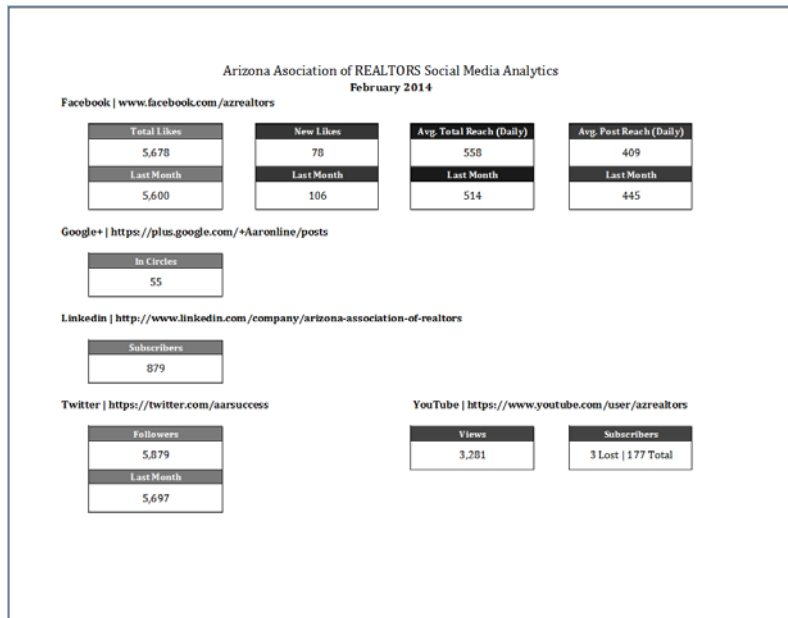 Arizona Asociation of REALTORS Social Media Analytics
February 2014
Facebook | www.facebook.com/azrealtors
Total Likes New Likes Avg. Total Reach (Daily) Avg. Post Reach (Daily)
5,678 78 558 409
Last Month Last Month Last Month Last Month
5,600 106 514 445
Google+ | https://plus.google.com/+Aaronline/posts
In Circles
55
Linkedin | http://www.linkedin.com/company/arizona-association-of-realtors
Subscribers
879
Twitter | https://twitter.com/aarsuccess YouTube | https://www.youtube.com/user/azrealtors
Followers Views Subscribers
5,879 3,281 3 Lost | 177 Total
Last Month
5,697